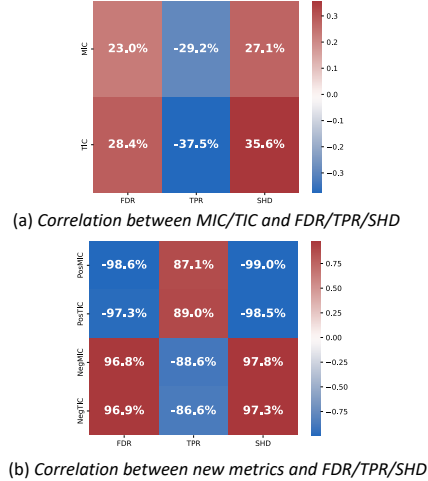 MIC
23.0% -29.2% 27.1%
TIC
28.4% -37.5% 35.6%
FDR TPR SHD
0.3
0.2
0.1
0.0
−0.1
−0.2
−0.3
(a) Correlation between MIC/TIC and FDR/TPR/SHD
PosMIC
-98.6% 87.1% -99.0%
PosTIC
-97.3% 89.0% -98.5%
NegMIC
96.8% -88.6% 97.8%
NegTIC
96.9% -86.6% 97.3%
FDR TPR SHD
0.75
0.50
0.25
0.00
−0.25
−0.50
−0.75
(b) Correlation between new metrics and FDR/TPR/SHD